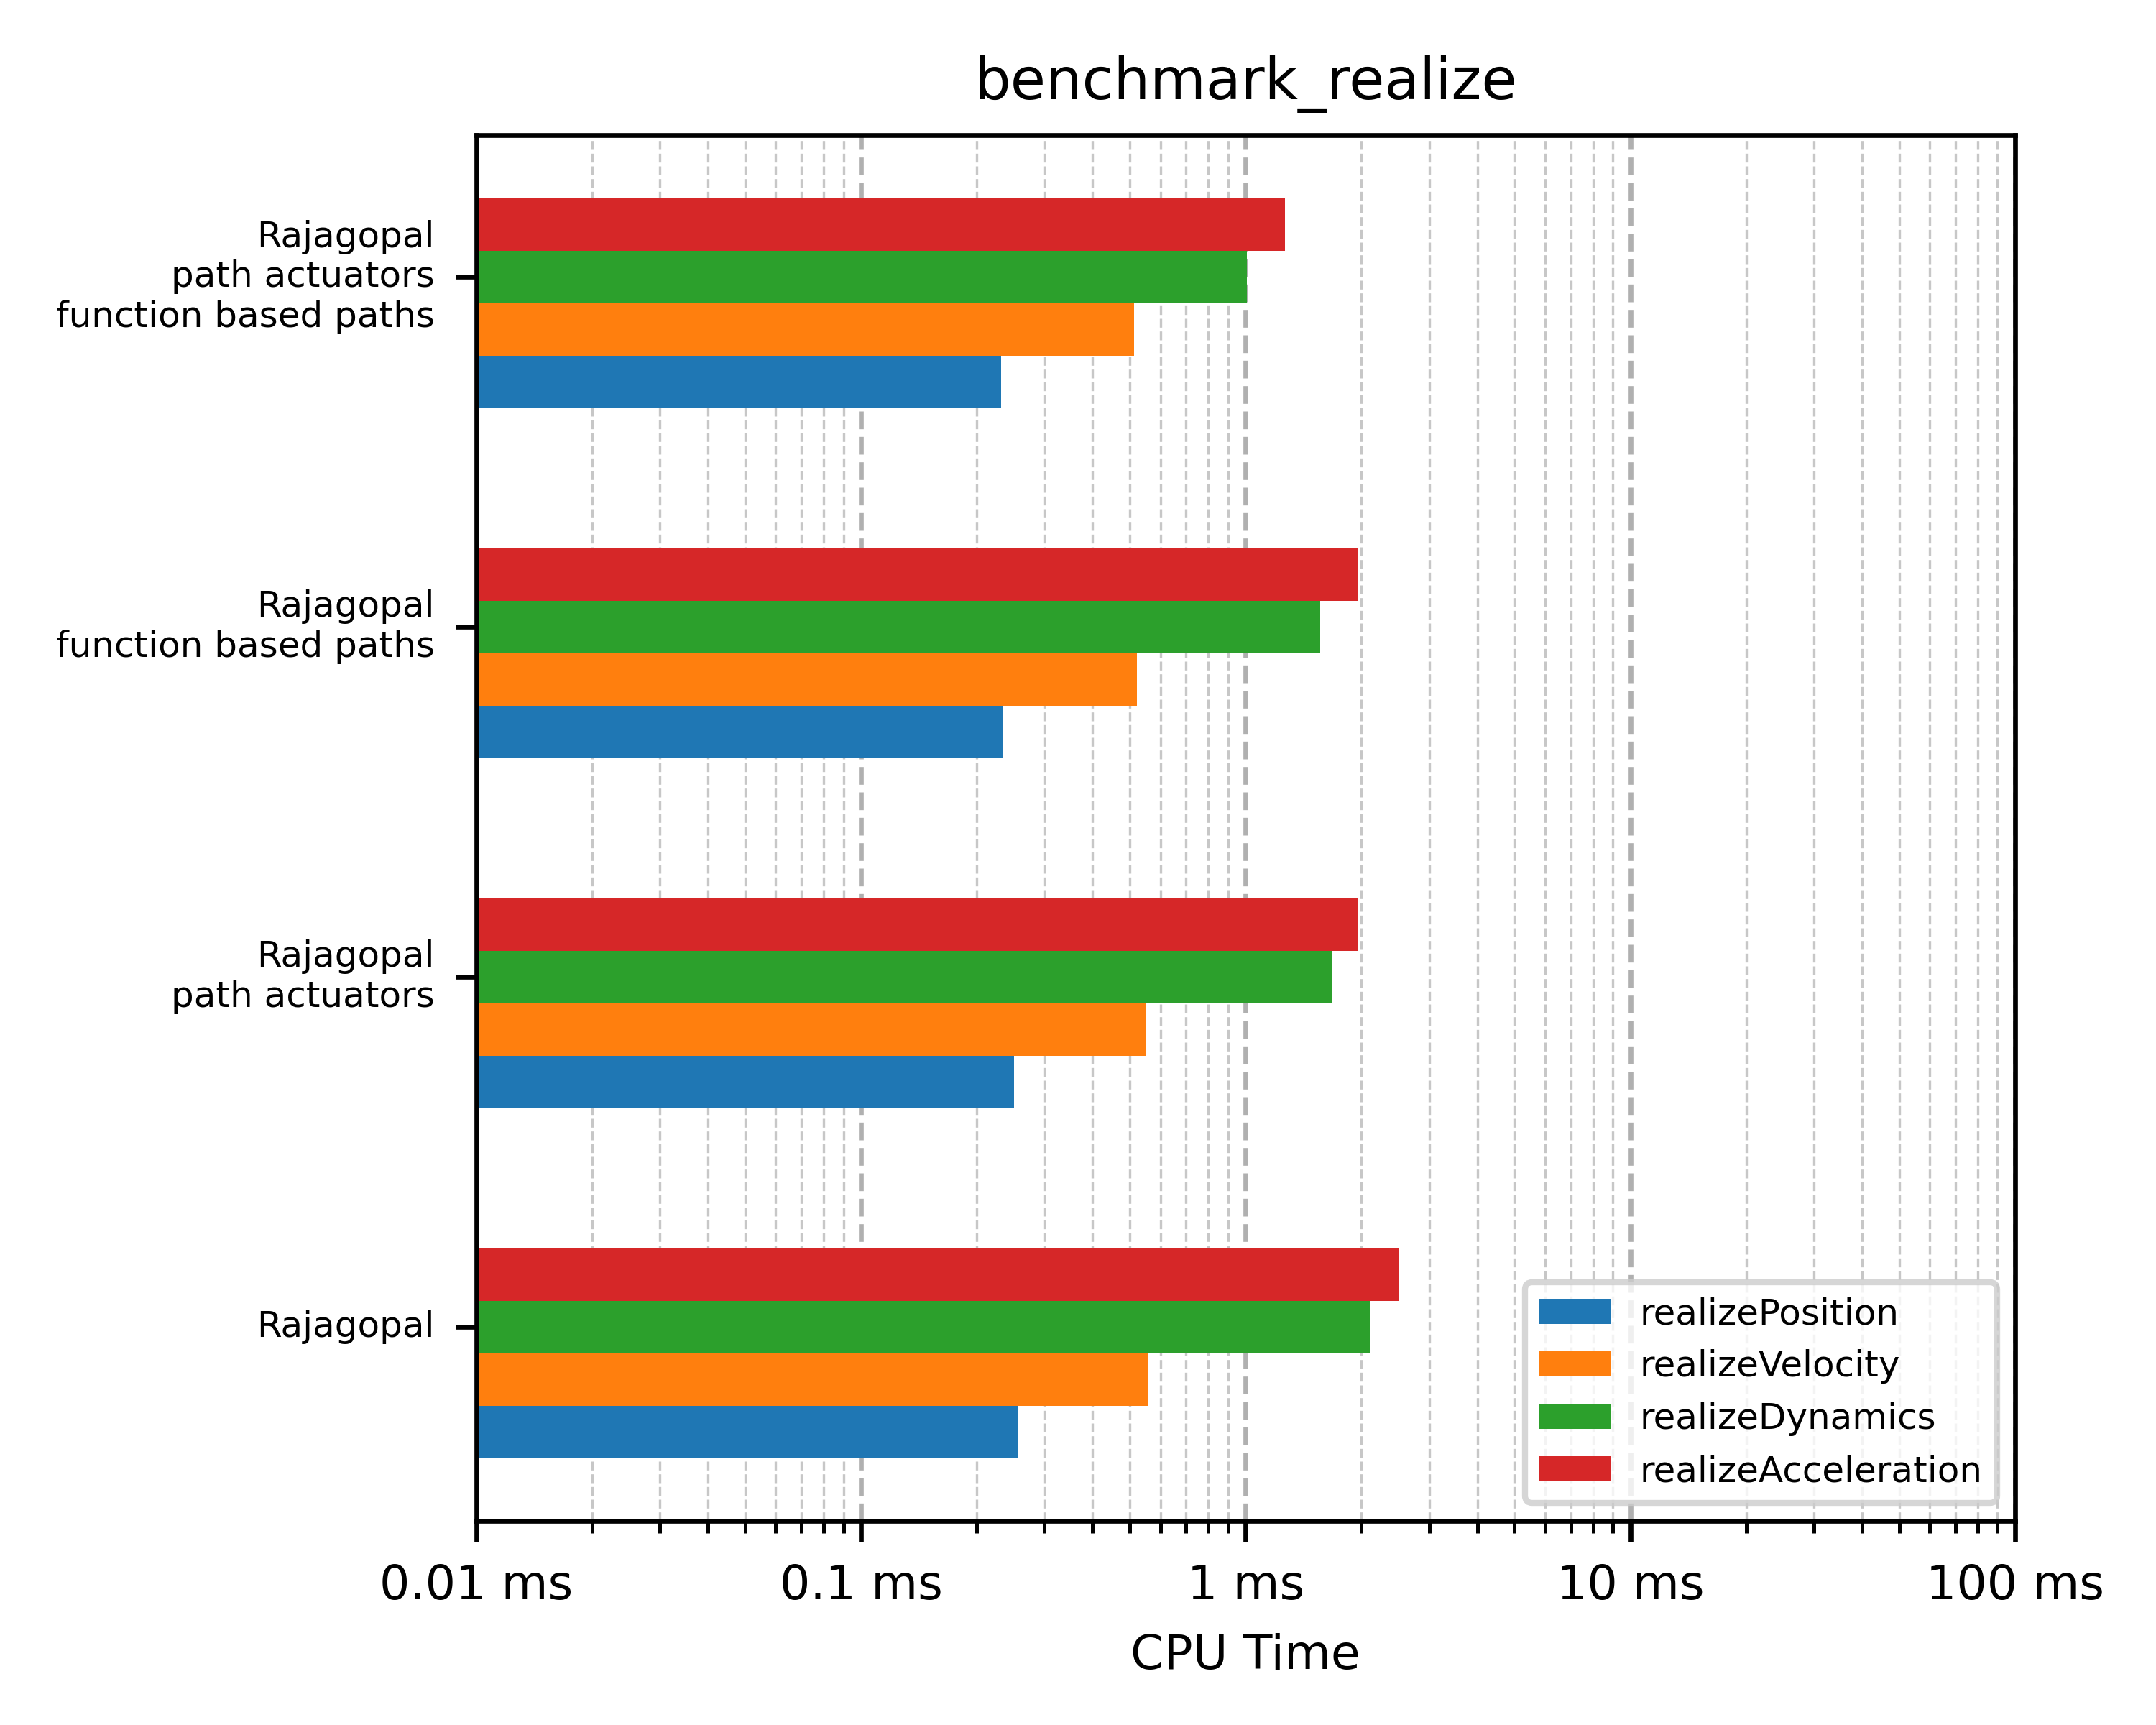 benchmark_realize
Rajagopal
path actuators
function based paths
Rajagopal
function based paths
Rajagopal
path actuators
Rajagopal
realizePosition
realizeVelocity
realizeDynamics
realizeAcceleration
0.01 ms 0.1 ms 1 ms 10 ms 100 ms
CPU Time